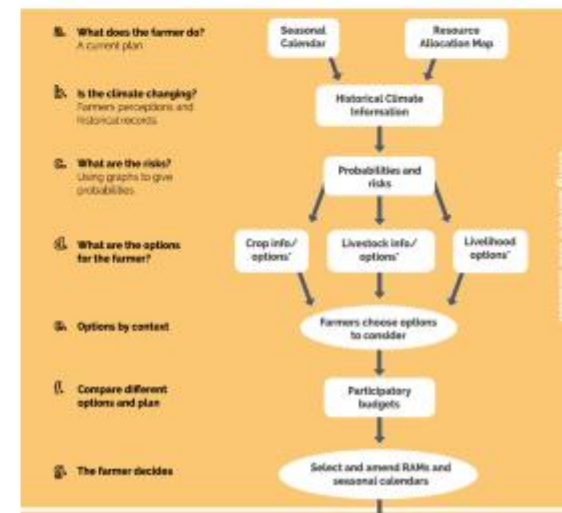 a. What does the farmer do?
A current plan
Seasonal
Calendar
Resource
Allocation Map
b. Is the climate changing?
Farmers perceptions and
historical records
Historical Climate
Information
c. What are the risks?
Using graphs to give
probabilities
Probabilities and
risks
d. What are the options
for the farmer?
Crop info/
options*
Livestock info/
options*
Livelihood
options*
e. Options by context
Farmers choose options
to consider
f. Compare different
options and plan
Participatory
budgets
g. The farmer decides
Select and amend RAMs and
seasonal calendars